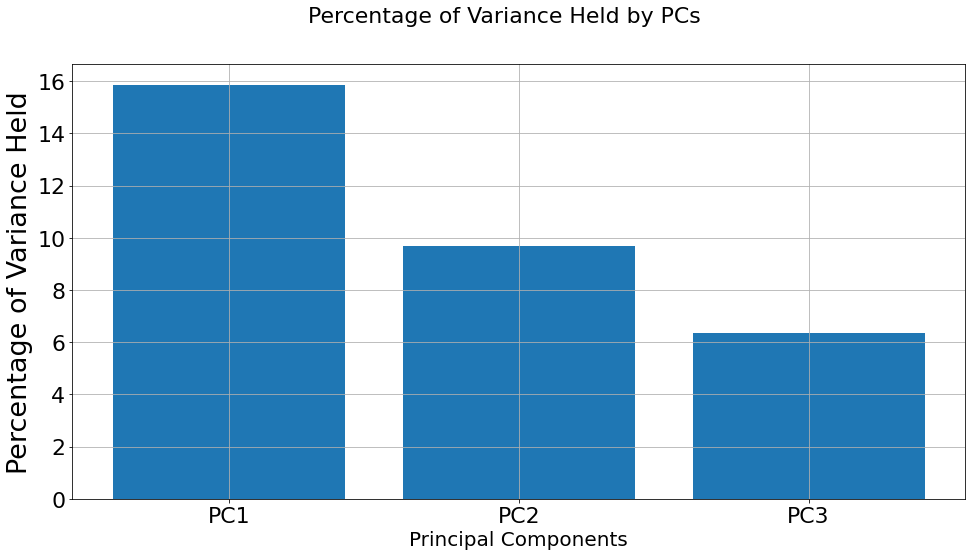 Percentage of Variance Held by PCs
Percentage of Variance Held
16
14
12
10
8
6
4
2
0
PC1 PC2 PC3
Principal Components